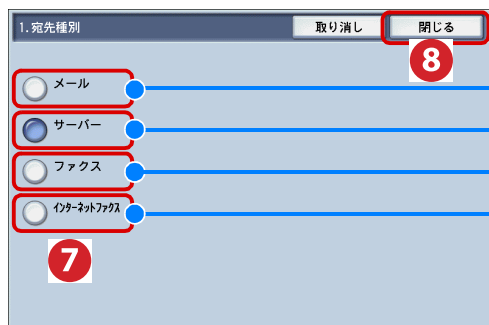 1.宛先種別 取り消し 閉じる
8
メール
サーバー
ファクス
インターネットファクス
7